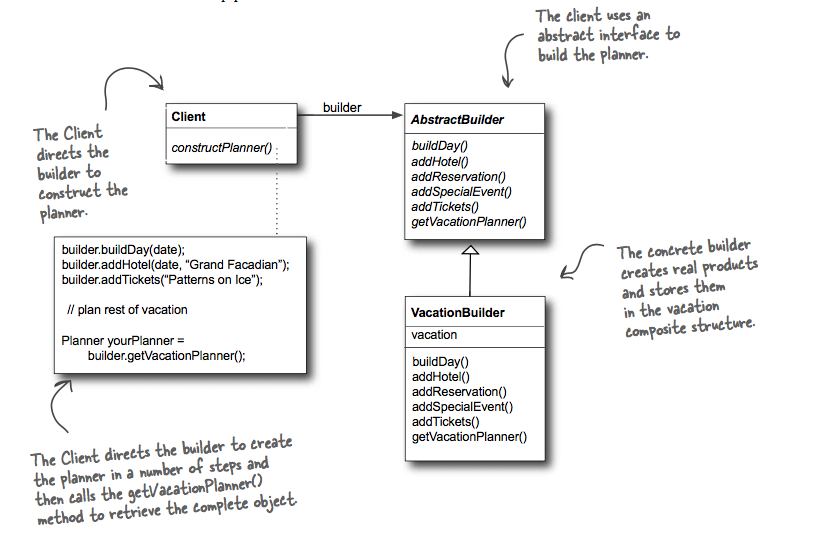 The client uses an
abstract interface to
build the planner.
The Client
directs the
builder to
construct the
planner.
Client
constructPlanner()
builder
AbstractBuilder
buildDay()
addHotel()
addReservation()
addSpecialEvent()
addTickets()
getVacationPlanner()
builder.buildDay(date);
builder.addHotel(date, “Grand Facadian”);
builder.addTickets(“Patterns on Ice”);
// plan rest of vacation
Planner yourPlanner =
builder.getVacationPlanner();
The concrete builder
creates real products
and stores them
in the vacation
composite structure.
VacationBuilder
vacation
buildDay()
addHotel()
addReservation()
addSpecialEvent()
addTickets()
getVacationPlanner()
The Client directs the builder to create
the planner in a number of steps and
then calls the getVacationPlanner()
method to retrieve the complete object.